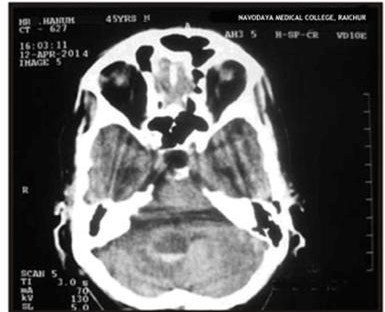 MR .HANUM 45YRS M
CT - 627
NAVODAYA MEDICAL COLLEGE, RAICHUR
AH3 5 H-SP-CR VD10E
16:03:11
12-APR-2014
IMAGE 5
R
SCAN 5
TI 3.0 s
mA 70
kV 130
SL 5.0